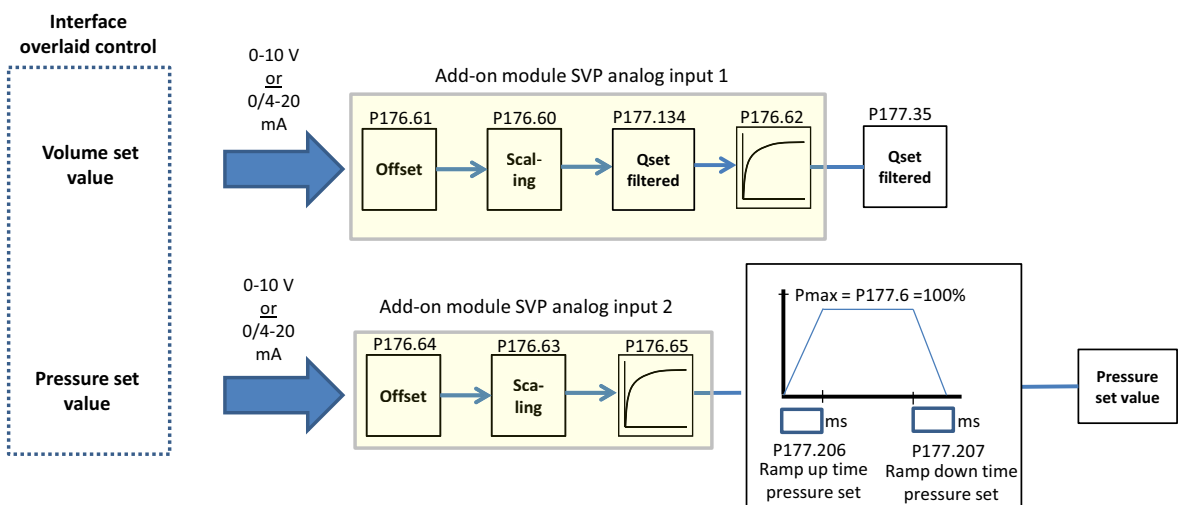 Interface
overlaid control
0-10 V
or
0/4-20
mA
Add-on module SVP analog input 1
P176.61
P176.60
P177.134
P176.62
P177.35
Volume set
value
Offset
Scal-
ing
Qset
filtered
Qset
filtered
0-10 V
or
0/4-20
mA
Add-on module SVP analog input 2
P176.64
P176.63
P176.65
Pmax = P177.6 =100%
Pressure set
value
Offset
Sca-
ling
Pressure
set value
ms
ms
P177.206
Ramp up time
pressure set
P177.207
Ramp down time
pressure set